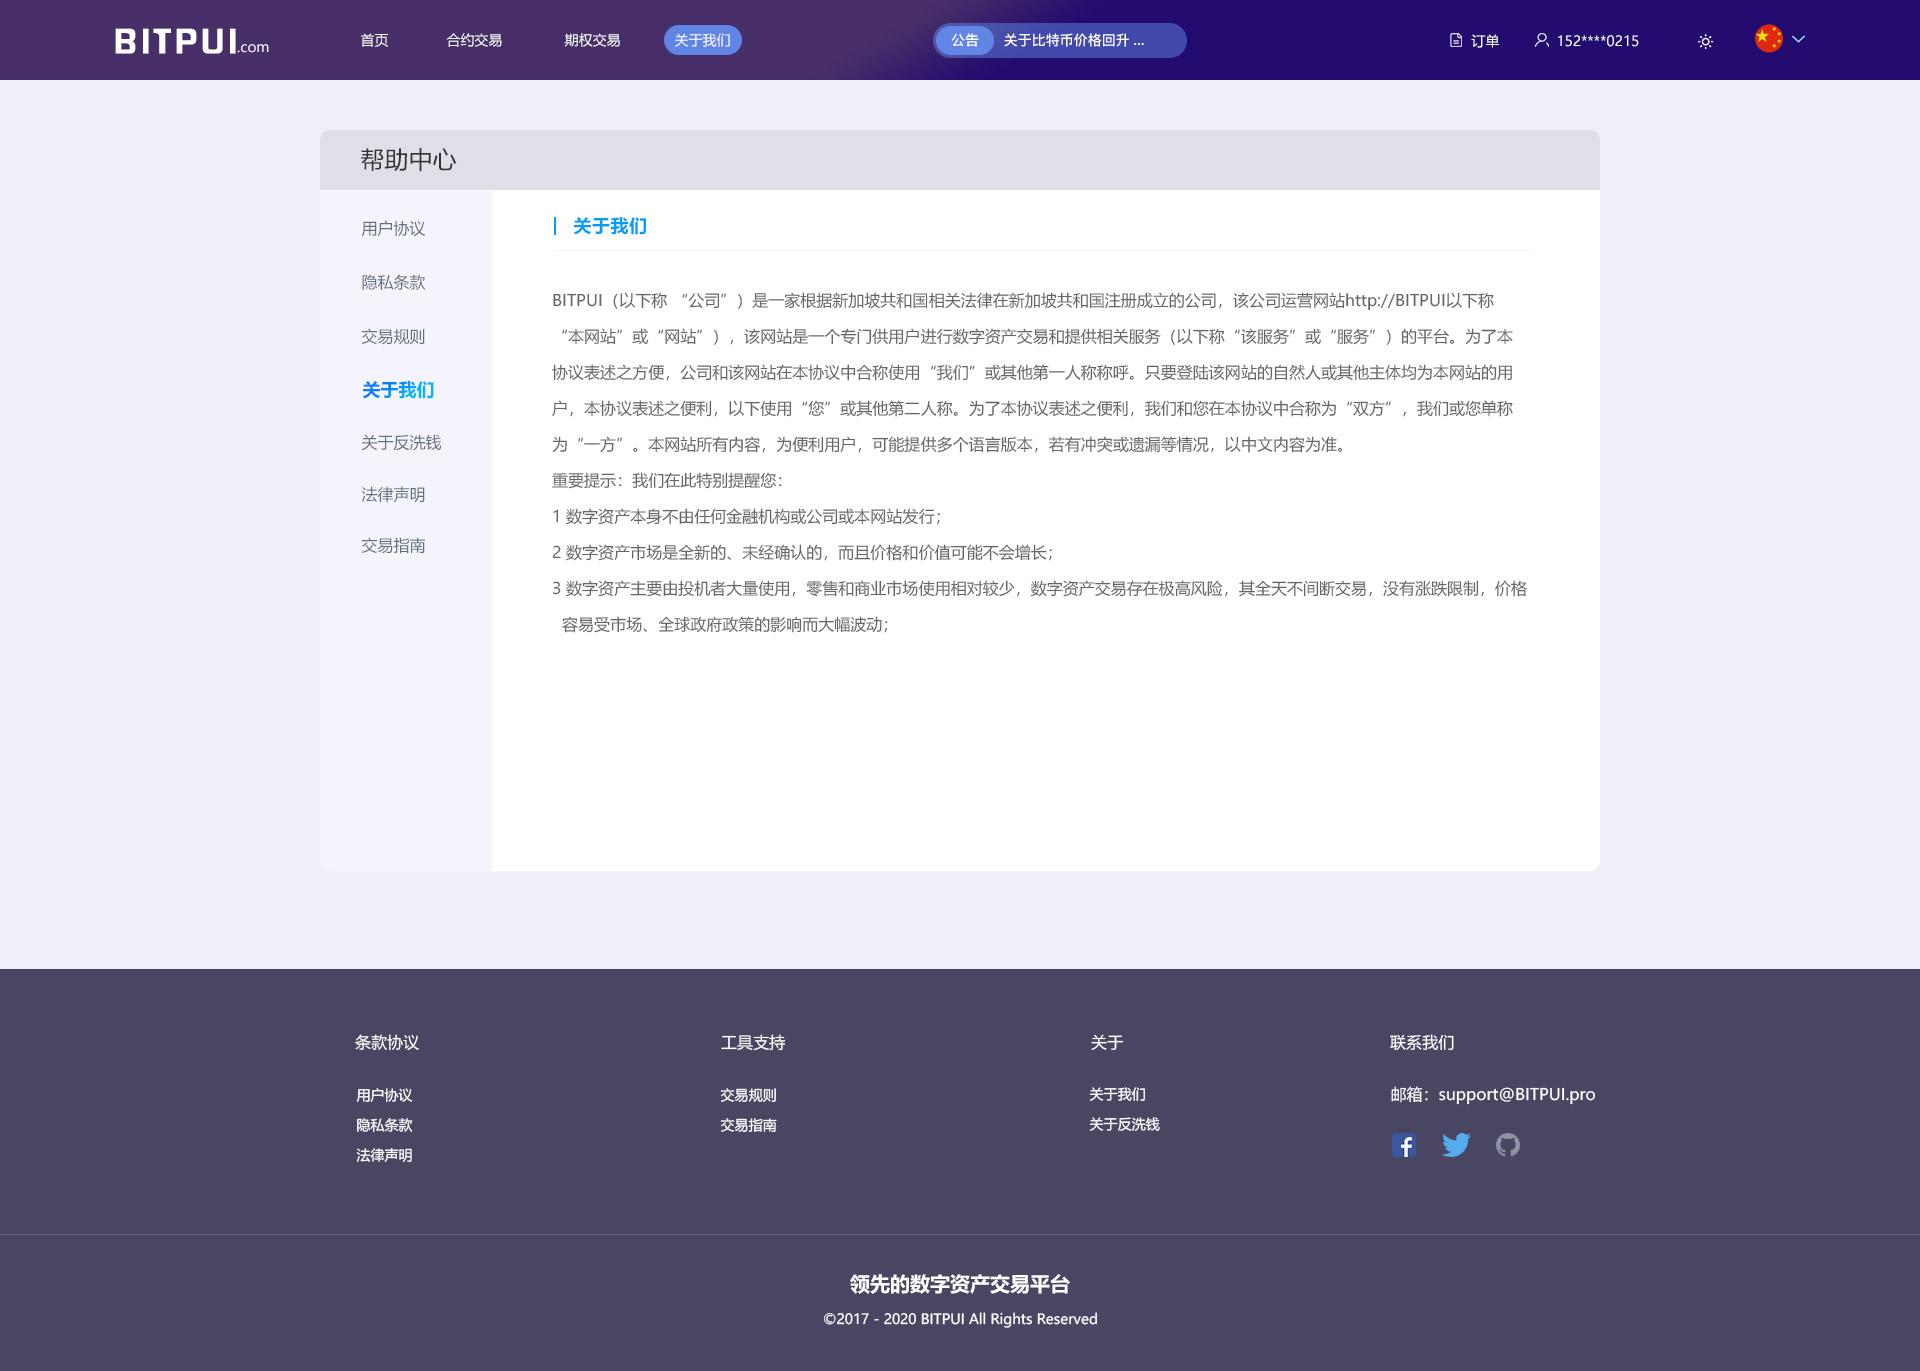 BITPUI.com
首页
合约交易
期权交易
关于我们
公告
关于比特币价格回升 ...
订单
152****0215
帮助中心
用户协议
隐私条款
交易规则
关于我们
关于反洗钱
法律声明
交易指南
关于我们
BITPUI（以下称 “公司”）是一家根据新加坡共和国相关法律在新加坡共和国注册成立的公司，该公司运营网站http://BITPUI以下称
“本网站”或“网站”），该网站是一个专门供用户进行数字资产交易和提供相关服务（以下称“该服务”或“服务”）的平台。为了本
协议表述之方便，公司和该网站在本协议中合称使用“我们”或其他第一人称称呼。只要登陆该网站的自然人或其他主体均为本网站的用
户，本协议表述之便利，以下使用“您”或其他第二人称。为了本协议表述之便利，我们和您在本协议中合称为“双方”，我们或您单称
为“一方”。本网站所有内容，为便利用户，可能提供多个语言版本，若有冲突或遗漏等情况，以中文内容为准。
重要提示：我们在此特别提醒您：
1 数字资产本身不由任何金融机构或公司或本网站发行；
2 数字资产市场是全新的、未经确认的，而且价格和价值可能不会增长；
3 数字资产主要由投机者大量使用，零售和商业市场使用相对较少，数字资产交易存在极高风险，其全天不间断交易，没有涨跌限制，价格
容易受市场、全球政府政策的影响而大幅波动；
条款协议
用户协议
隐私条款
法律声明
工具支持
交易规则
交易指南
关于
关于我们
关于反洗钱
联系我们
邮箱：support@BITPUI.pro
领先的数字资产交易平台
©2017 - 2020 BITPUI All Rights Reserved